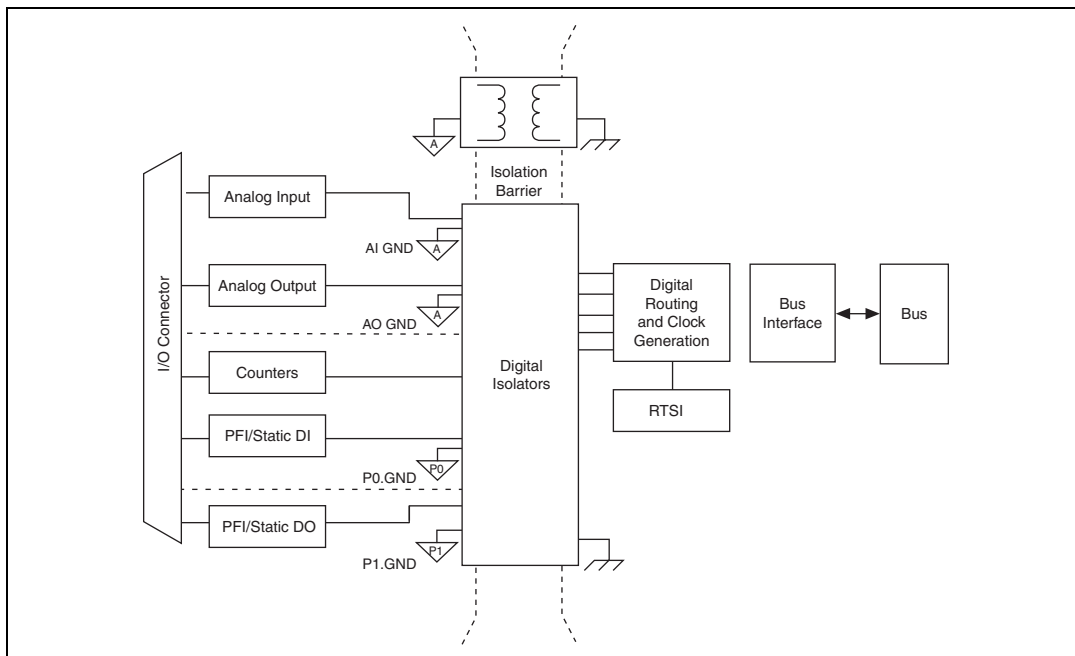 A
Isolation
Barrier
I/O Connector
Analog Input
AI GND
A
Analog Output
AO GND
A
Counters
PFI/Static DI
P0.GND
P0
PFI/Static DO
P1.GND
P1
Digital
Isolators
Digital
Routing
and Clock
Generation
RTSI
Bus
Interface
Bus